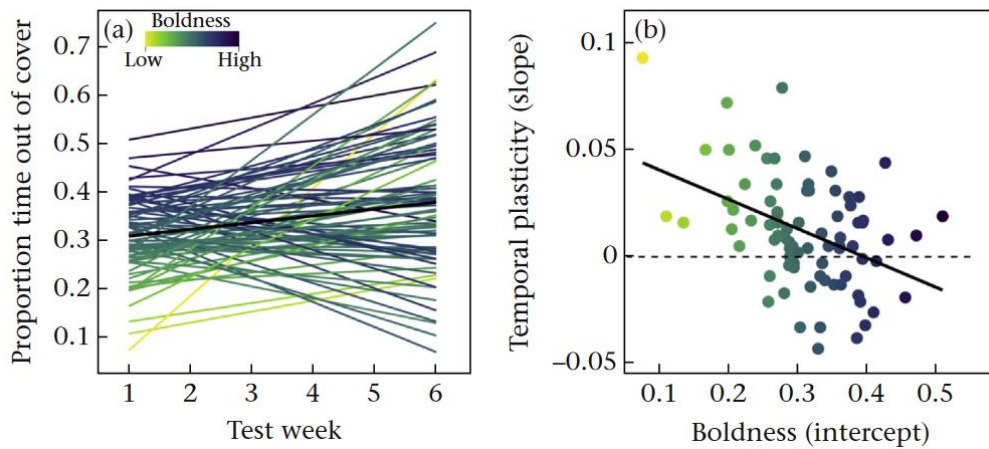 (a)
Boldness
Low High
Proportion time out of cover
0.7
0.6
0.5
0.4
0.3
0.2
0.1
1 2 3 4 5 6
Test week
(b)
Temporal plasticity (slope)
0.1
0.05
0
−0.05
0.1 0.2 0.3 0.4 0.5
Boldness (intercept)